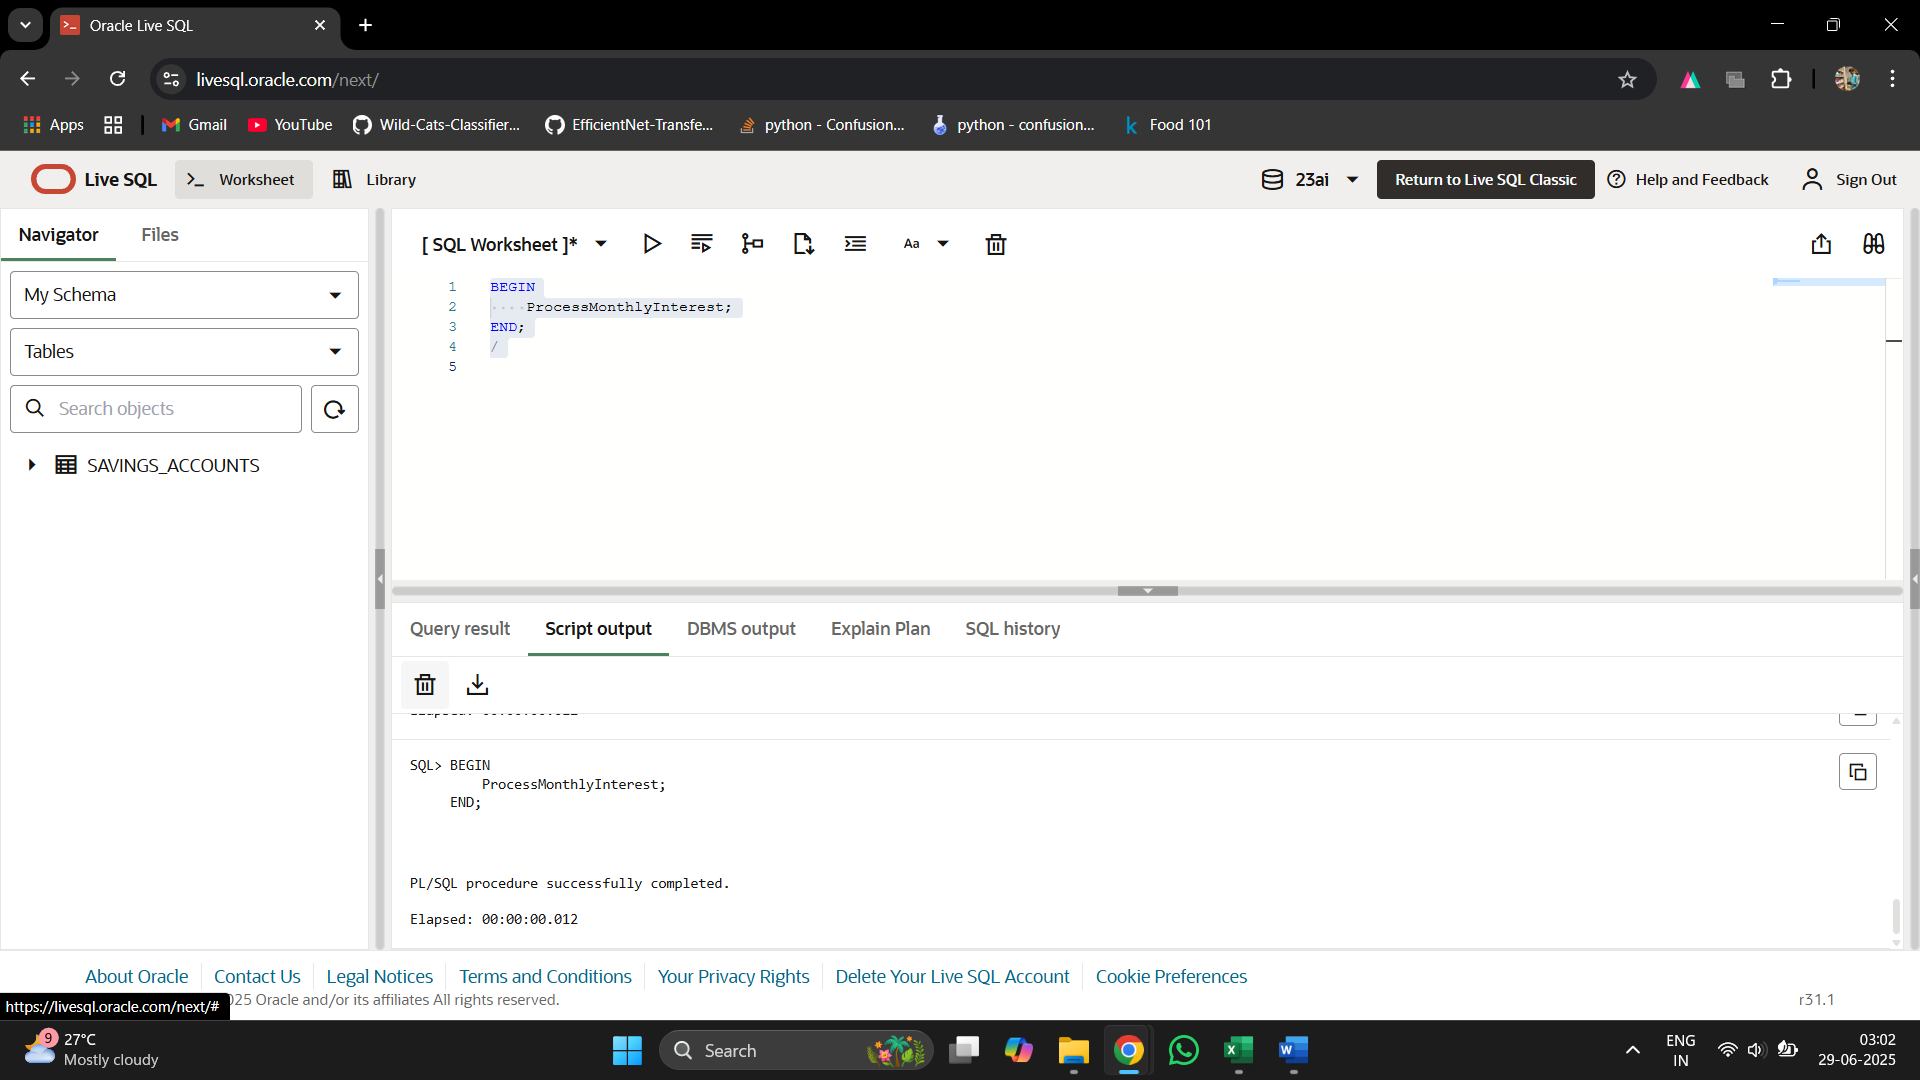 Oracle Live SQL
livesql.oracle.com/next/
Apps Gmail YouTube Wild-Cats-Classifier... EfficientNet-Transfe... python - Confusion... python - confusion... Food 101
Live SQL Worksheet Library 23ai Return to Live SQL Classic Help and Feedback Sign Out
Navigator Files
[ SQL Worksheet ]* Aa
My Schema
Tables
Search objects
SAVINGS_ACCOUNTS
1 BEGIN
2 ····ProcessMonthlyInterest;
3 END;
4 /
5
Query result Script output DBMS output Explain Plan SQL history
SQL> BEGIN
ProcessMonthlyInterest;
END;
PL/SQL procedure successfully completed.
Elapsed: 00:00:00.012
About Oracle Contact Us Legal Notices Terms and Conditions Your Privacy Rights Delete Your Live SQL Account Cookie Preferences
https://livesql.oracle.com/next/# 25 Oracle and/or its affiliates All rights reserved. r31.1
9 27°C
Mostly cloudy
Search
ENG
IN
03:02
29-06-2025